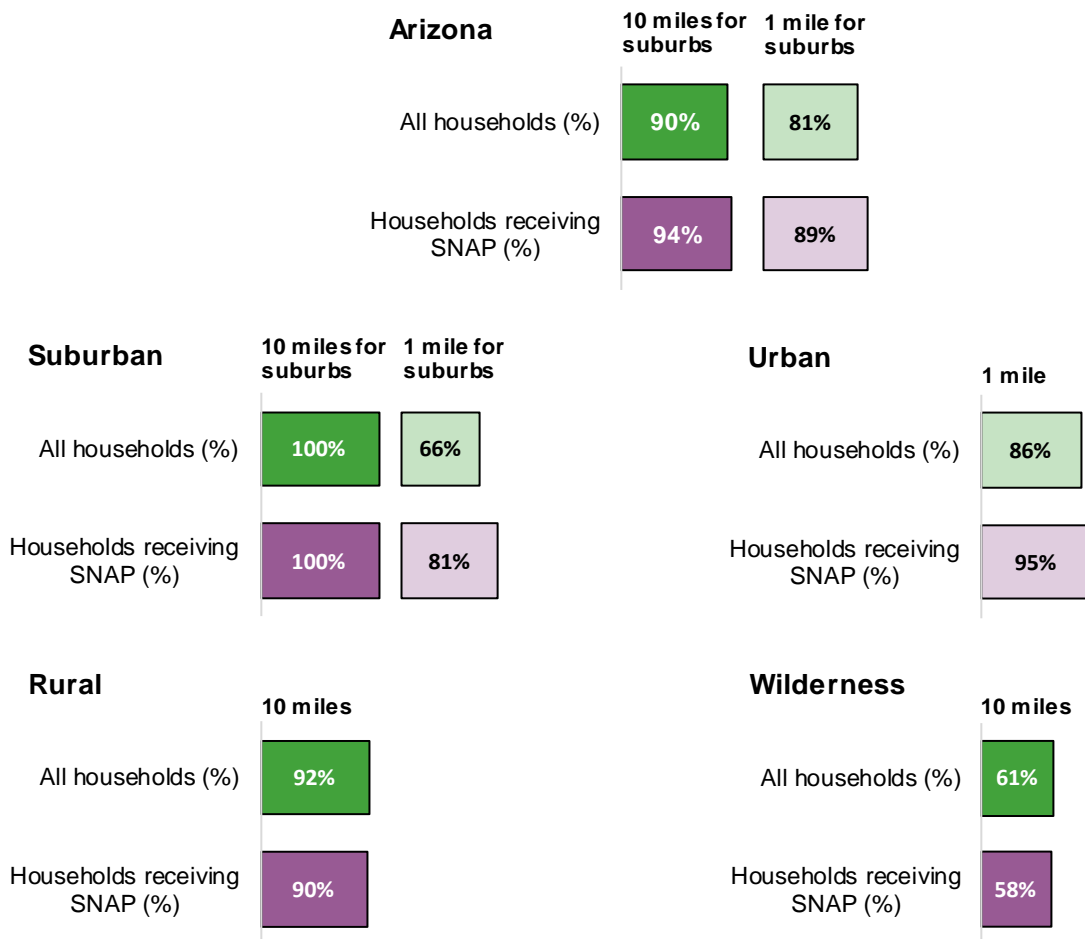 Arizona
10 miles for
suburbs
1 mile for
suburbs
All households (%)
90%
81%
Households receiving
SNAP (%)
94%
89%
Suburban
10 miles for
suburbs
1 mile for
suburbs
All households (%)
100%
66%
Households receiving
SNAP (%)
100%
81%
Urban
1 mile
All households (%)
86%
Households receiving
SNAP (%)
95%
Rural
10 miles
All households (%)
92%
Households receiving
SNAP (%)
90%
Wilderness
10 miles
All households (%)
61%
Households receiving
SNAP (%)
58%